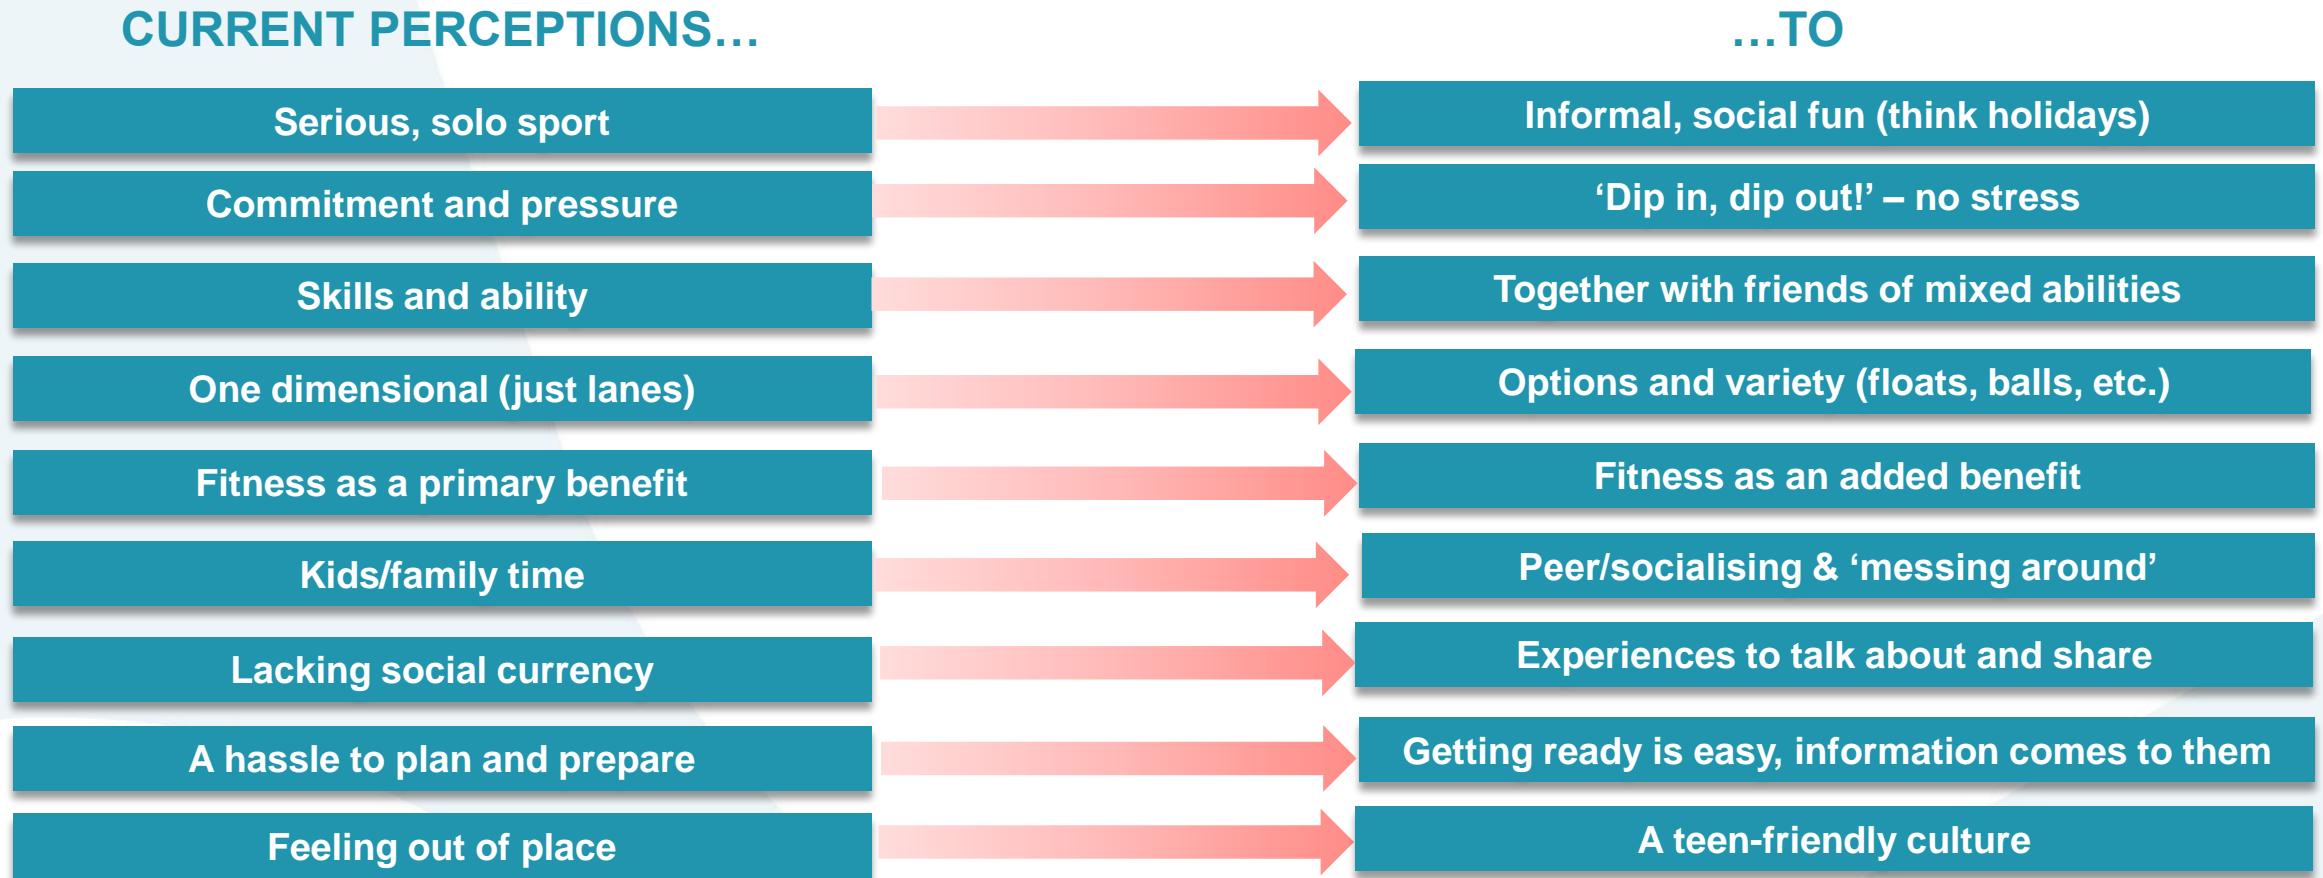 CURRENT PERCEPTIONS…
…TO
Serious, solo sport
Informal, social fun (think holidays)
Commitment and pressure
‘Dip in, dip out!’ – no stress
Skills and ability
Together with friends of mixed abilities
One dimensional (just lanes)
Options and variety (floats, balls, etc.)
Fitness as a primary benefit
Fitness as an added benefit
Kids/family time
Peer/socialising & ‘messing around’
Lacking social currency
Experiences to talk about and share
A hassle to plan and prepare
Getting ready is easy, information comes to them
Feeling out of place
A teen-friendly culture